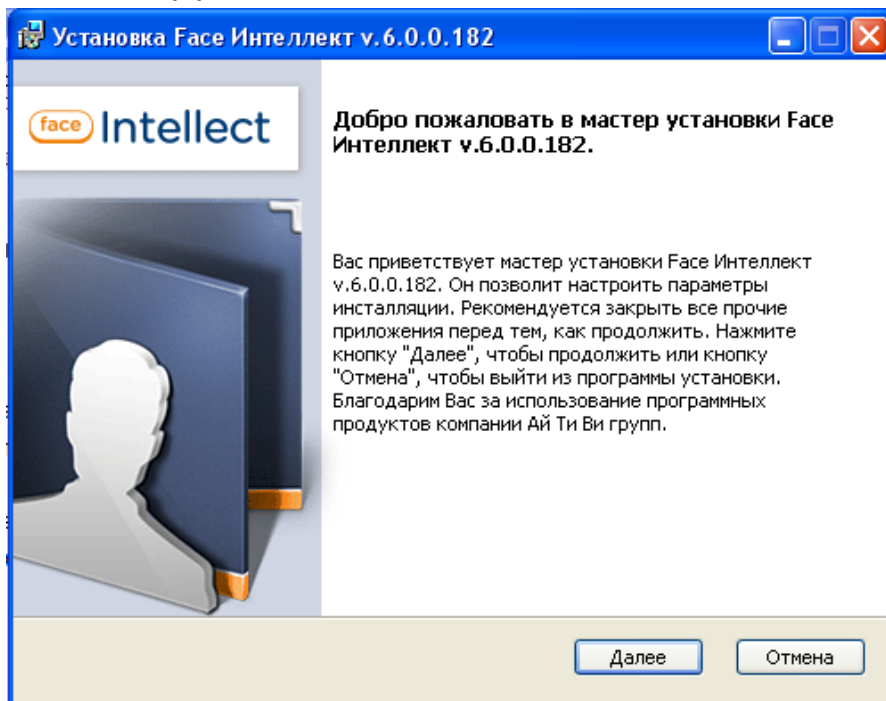 Установка Face Интеллект v.6.0.0.182
face Intellect
Добро пожаловать в мастер установки Face
Интеллект v.6.0.0.182.
Вас приветствует мастер установки Face Интеллект
v.6.0.0.182. Он позволит настроить параметры
инсталляции. Рекомендуется закрыть все прочие
приложения перед тем, как продолжить. Нажмите
кнопку "Далее", чтобы продолжить или кнопку
"Отмена", чтобы выйти из программы установки.
Благодарим Вас за использование программных
продуктов компании Ай Ти Ви групп.
Далее
Отмена